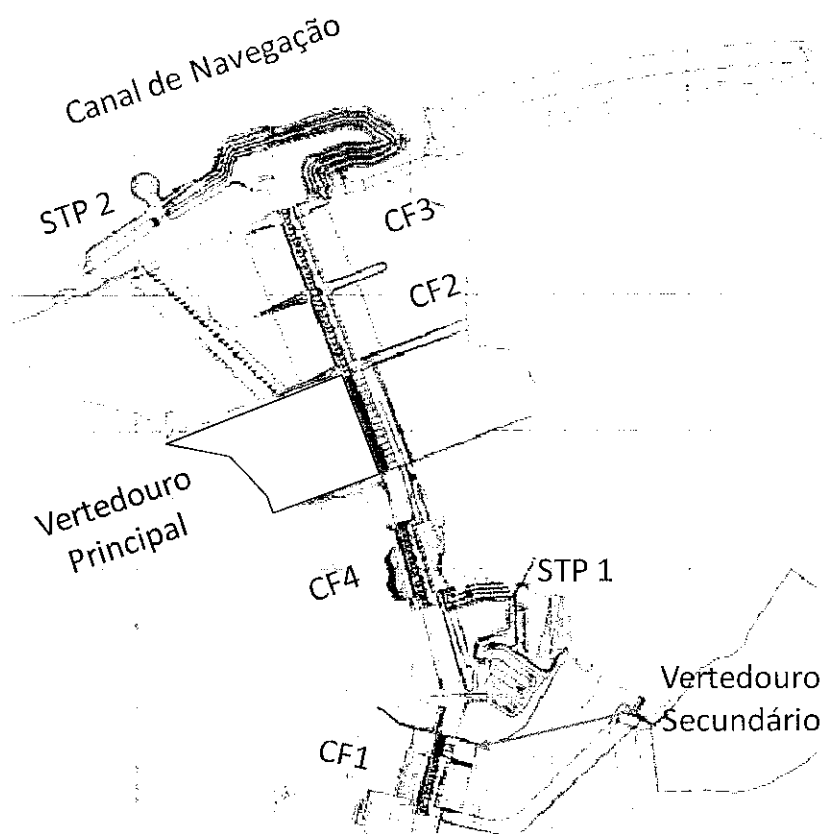 Canal de Navegação
STP 2
CF3
CF2
Vertedouro
Principal
CF4
STP 1
Vertedouro
Secundário
CF1